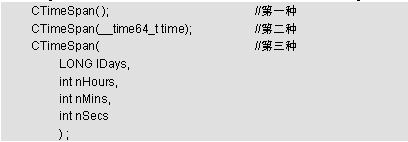 CTimeSpan( ); //第一种
CTimeSpan(__time64_t time); //第二种
CTimeSpan( //第三种
LONG lDays,
int nHours,
int nMins,
int nSecs
) ;